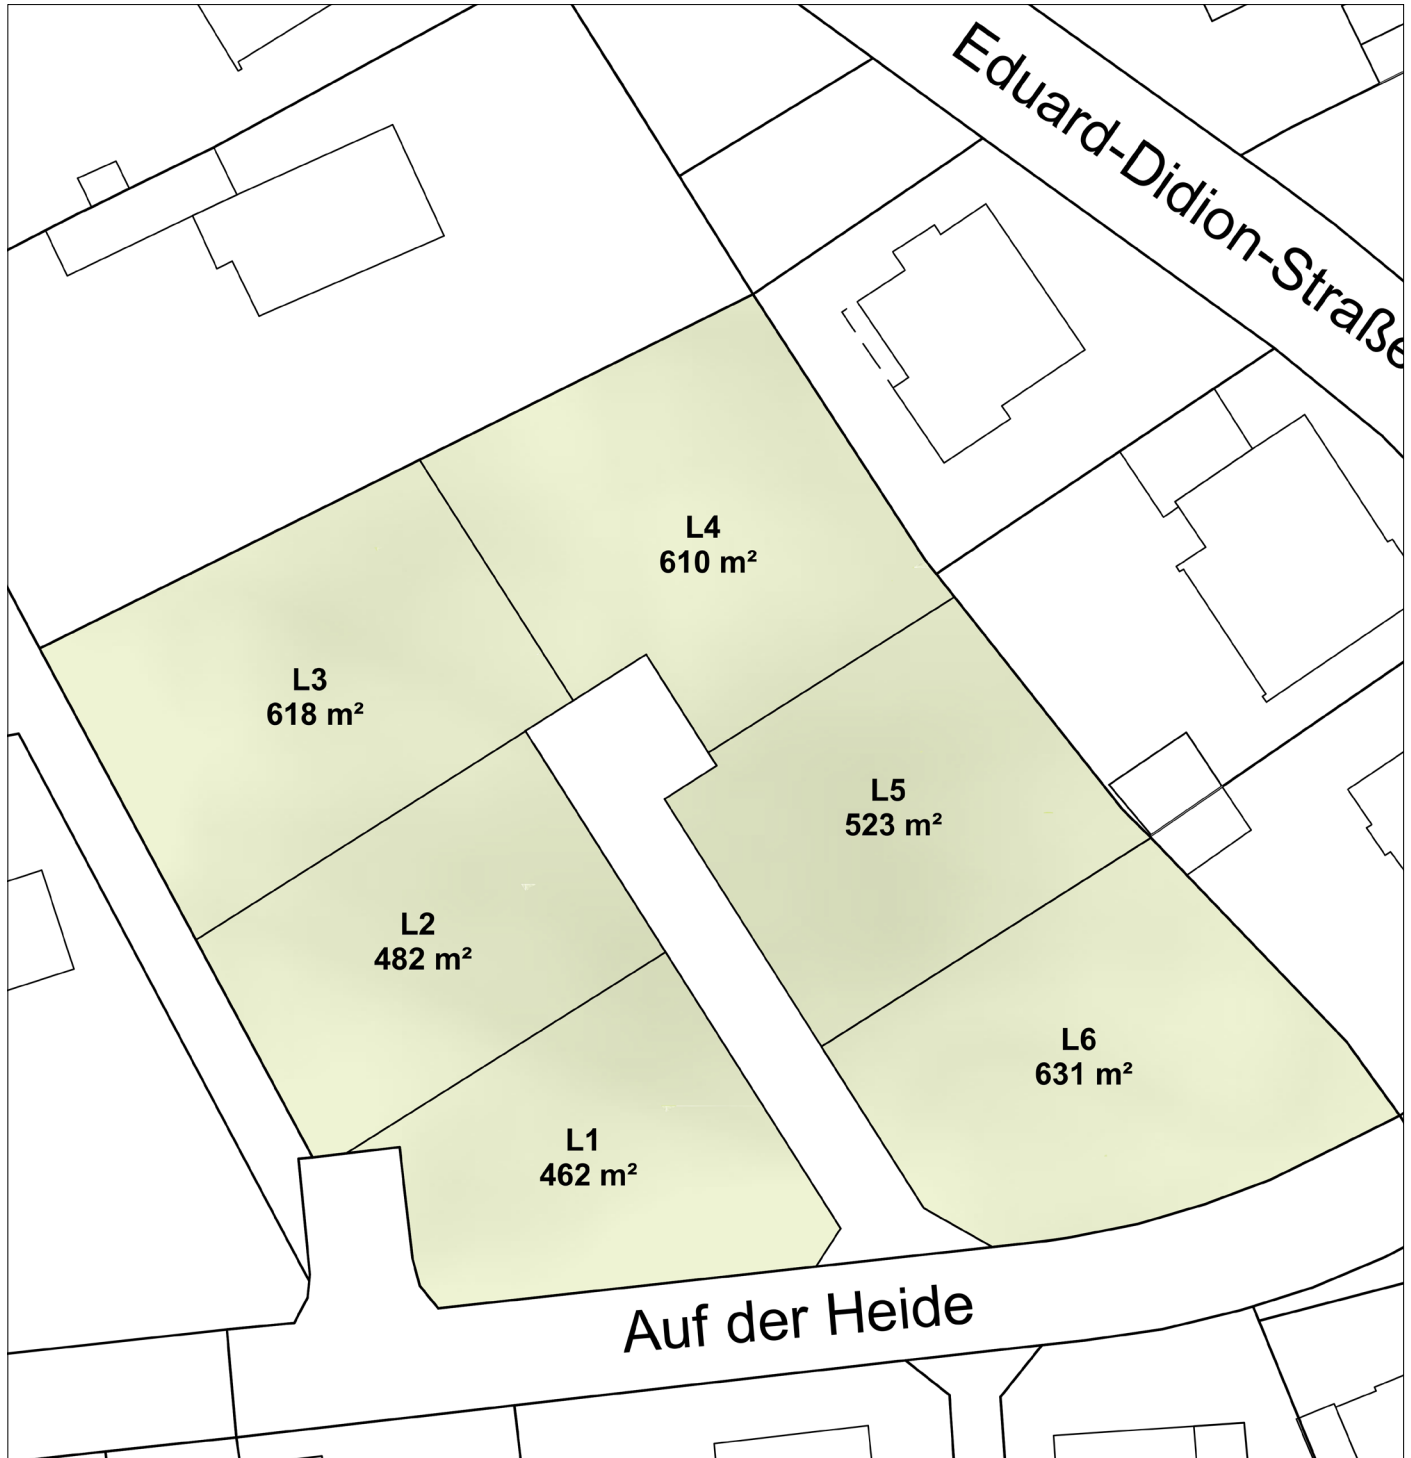 Eduard-Didion-Straße
L4
610 m²
L3
618 m²
L5
523 m²
L2
482 m²
L6
631 m²
L1
462 m²
Auf der Heide